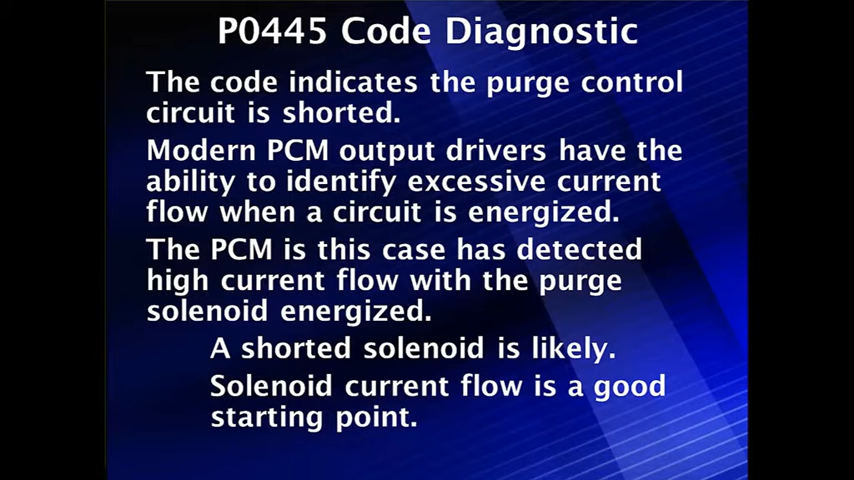 P0445 Code Diagnostic
The code indicates the purge control
circuit is shorted.
Modern PCM output drivers have the
ability to identify excessive current
flow when a circuit is energized.
The PCM is this case has detected
high current flow with the purge
solenoid energized.
A shorted solenoid is likely.
Solenoid current flow is a good
starting point.